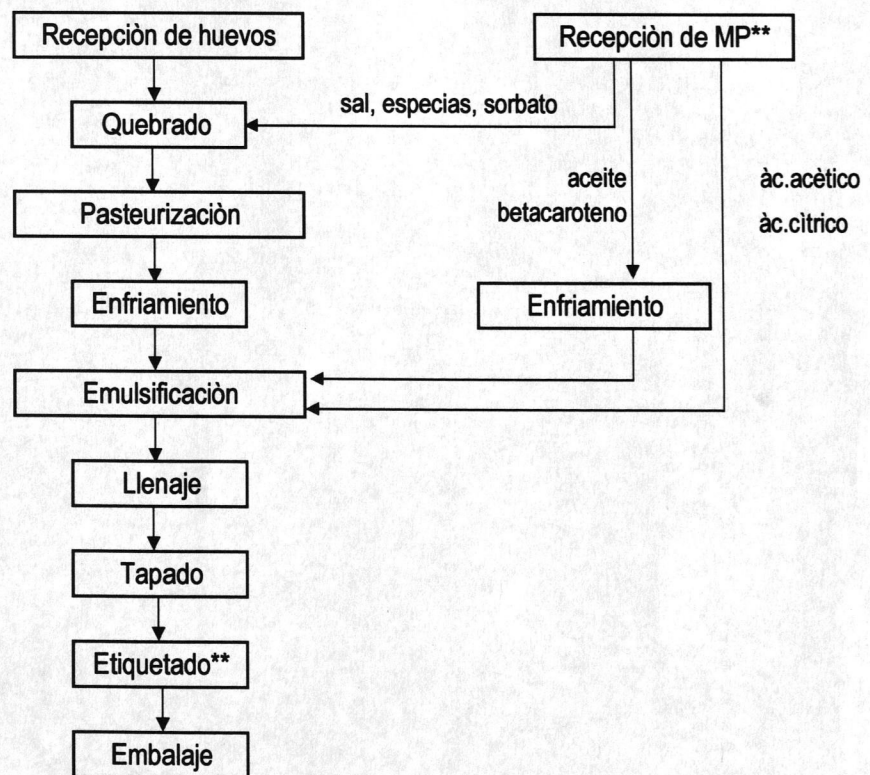 Recepciòn de huevos
Recepciòn de MP**
sal, especias, sorbato
Quebrado
aceite
betacaroteno
àc.acètico
àc.cìtrico
Pasteurizaciòn
Enfriamiento
Enfriamiento
Emulsificaciòn
Llenaje
Tapado
Etiquetado**
Embalaje